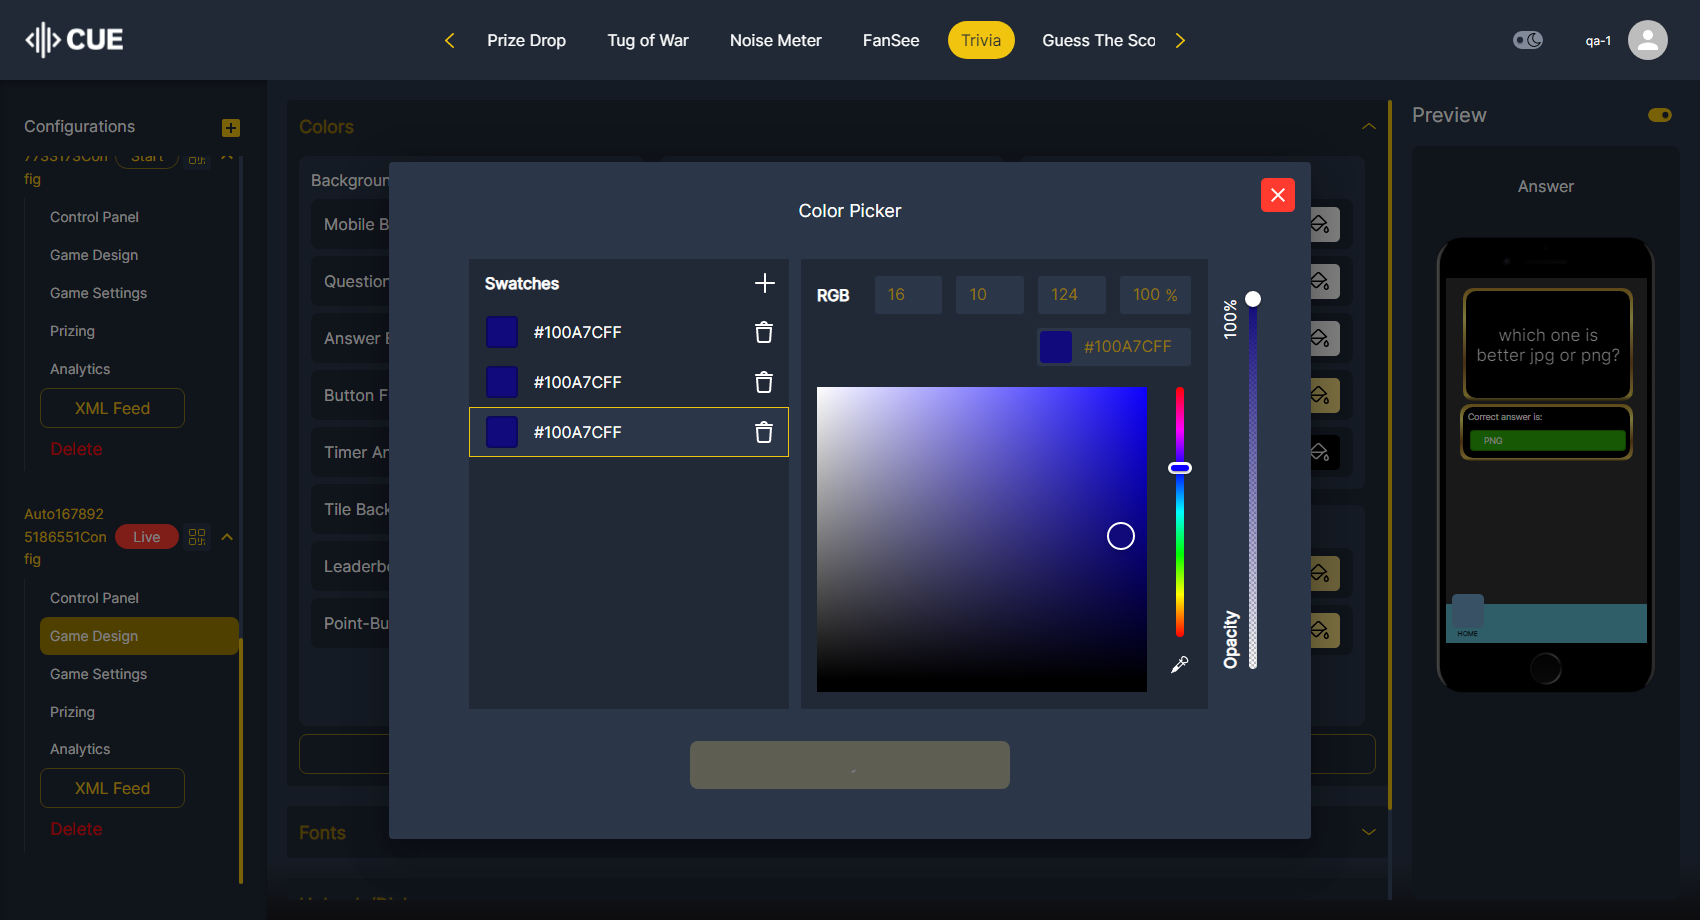 CUE
Prize Drop
Tug of War
Noise Meter
FanSee
Trivia
Guess The Sco
qa-1
Configurations
7733173Con
fig
Start
Control Panel
Game Design
Game Settings
Prizing
Analytics
XML Feed
Delete
Auto167892
5186551Con
fig
Live
Control Panel
Game Design
Game Settings
Prizing
Analytics
XML Feed
Delete
Colors
Backgroun
Mobile B
Question
Answer B
Button F
Timer An
Tile Back
Leaderbo
Point-Bu
Fonts
Color Picker
Swatches
#100A7CFF
#100A7CFF
#100A7CFF
RGB
16
10
124
100 %
#100A7CFF
100%
Opacity
Preview
Answer
which one is
better jpg or png?
Correct answer is:
PNG
HOME